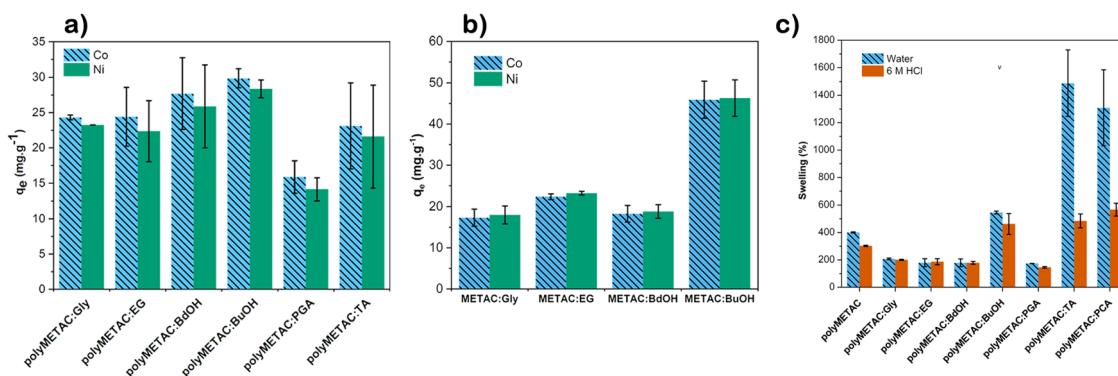 a)
35
30
25
20
15
10
5
0
qe (mg.g-1)
Co
Ni
polyMETAC:Gly
polyMETAC:EG
polyMETAC:BdOH
polyMETAC:BuOH
polyMETAC:PGA
polyMETAC:TA
b)
60
50
40
30
20
10
0
qe (mg.g-1)
Co
Ni
METAC:Gly
METAC:EG
METAC:BdOH
METAC:BuOH
c)
1800
1600
1400
1200
1000
800
600
400
200
0
Swelling (%)
Water
6 M HCl
v
polyMETAC
polyMETAC:Gly
polyMETAC:EG
polyMETAC:BdOH
polyMETAC:BuOH
polyMETAC:PGA
polyMETAC:TA
polyMETAC:PCA